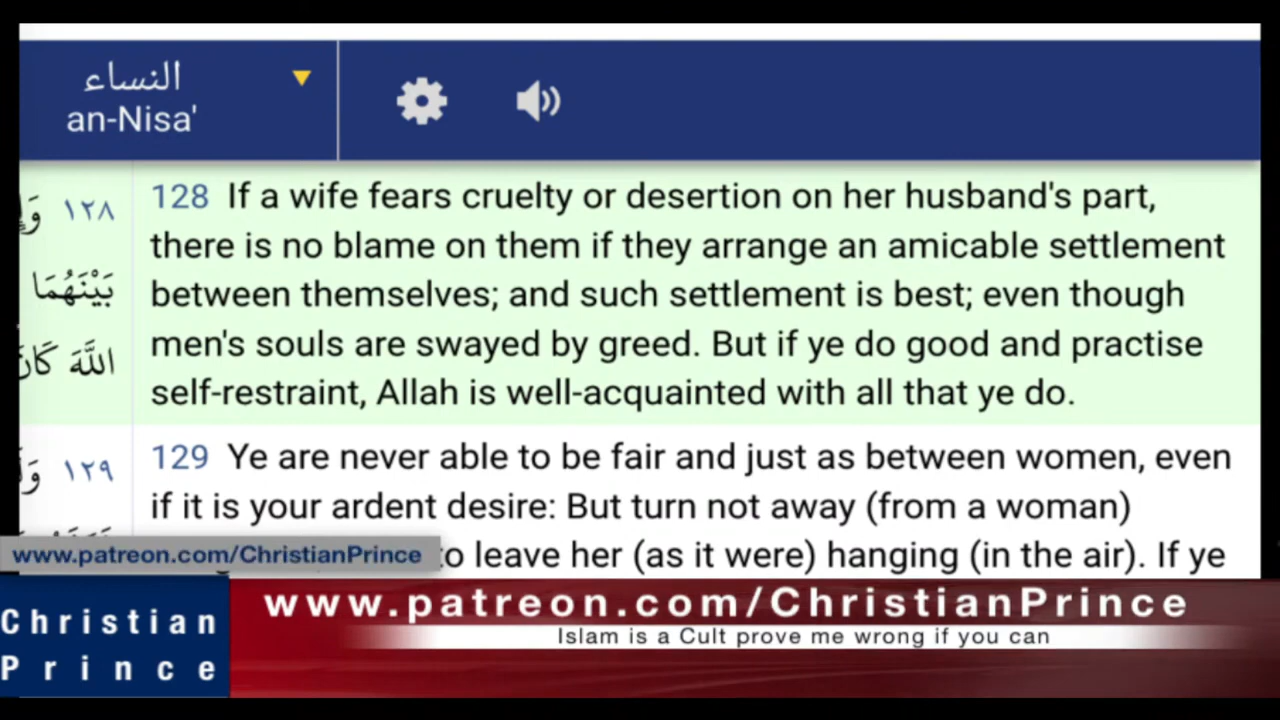 النساء
an-Nisa'
128 If a wife fears cruelty or desertion on her husband's part,
there is no blame on them if they arrange an amicable settlement
between themselves; and such settlement is best; even though
men's souls are swayed by greed. But if ye do good and practise
self-restraint, Allah is well-acquainted with all that ye do.
١٢٨
بَيْنَهُمَا
اللَّهَ
129 Ye are never able to be fair and just as between women, even
if it is your ardent desire: But turn not away (from a woman)
to leave her (as it were) hanging (in the air). If ye
١٢٩
www.patreon.com/ChristianPrince
Christian
Prince
www.patreon.com/ChristianPrince
Islam is a Cult prove me wrong if you can